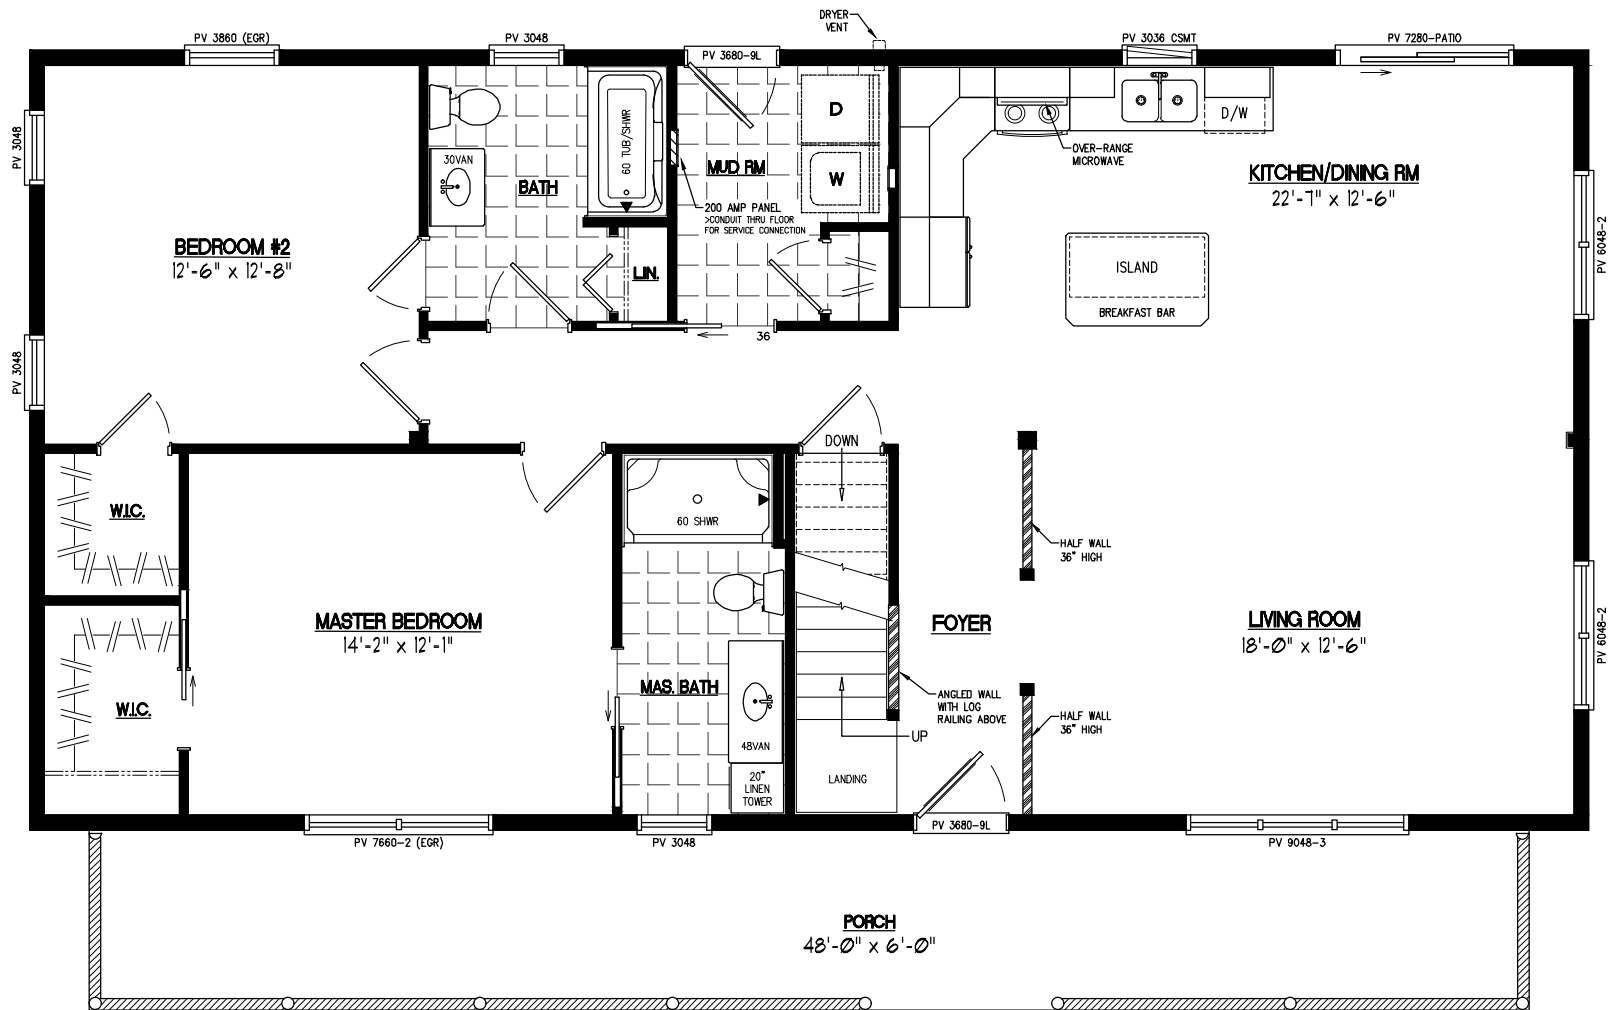 DRYER
VENT
PV 3860 (EGR)
PV 3048
PV 3680-9L
PV 3036 CSMT
PV 7280-PATIO
PV 3048
D
D/W
60 TUB/SHWR
30VAN
OVER-RANGE
MICROWAVE
MUD RM
KITCHEN/DINING RM
22'-7" x 12'-6"
BATH
W
200 AMP PANEL
>CONDUIT THRU FLOOR
FOR SERVICE CONNECTION
BEDROOM #2
12'-6" x 12'-8"
PV 6048-2
LIN.
ISLAND
BREAKFAST BAR
36
PV 3048
DOWN
W.I.C.
60 SHWR
HALF WALL
36" HIGH
MASTER BEDROOM
14'-2" x 12'-1"
FOYER
LIVING ROOM
18'-0" x 12'-6"
PV 6048-2
MAS. BATH
ANGLED WALL
WITH LOG
RAILING ABOVE
W.I.C.
HALF WALL
36" HIGH
UP
48VAN
20"
LINEN
TOWER
LANDING
PV 3680-9L
PV 7660-2 (EGR)
PV 3048
PV 9048-3
PORCH
48'-0" x 6'-0"